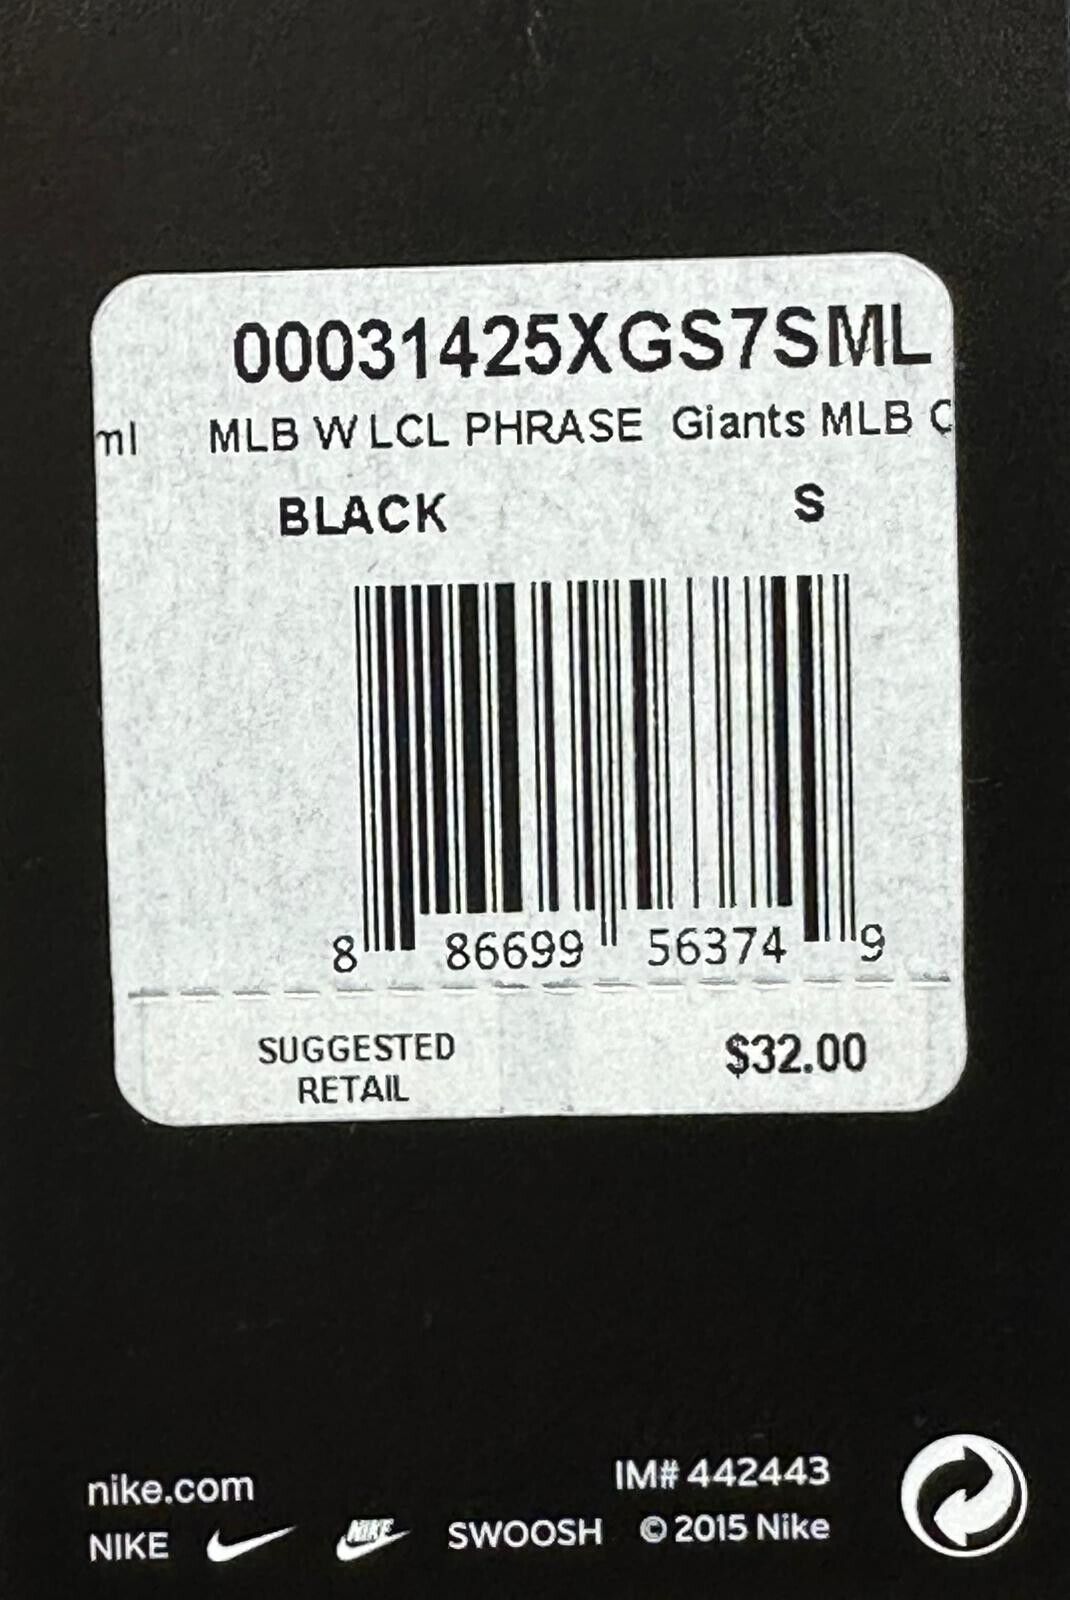 00031425XGS7SML
ml MLB W LCL PHRASE Giants MLB C
BLACK S
8 86699 56374 9
SUGGESTED RETAIL $32.00
nike.com IM# 442443
NIKE NIKE SWOOSH © 2015 Nike